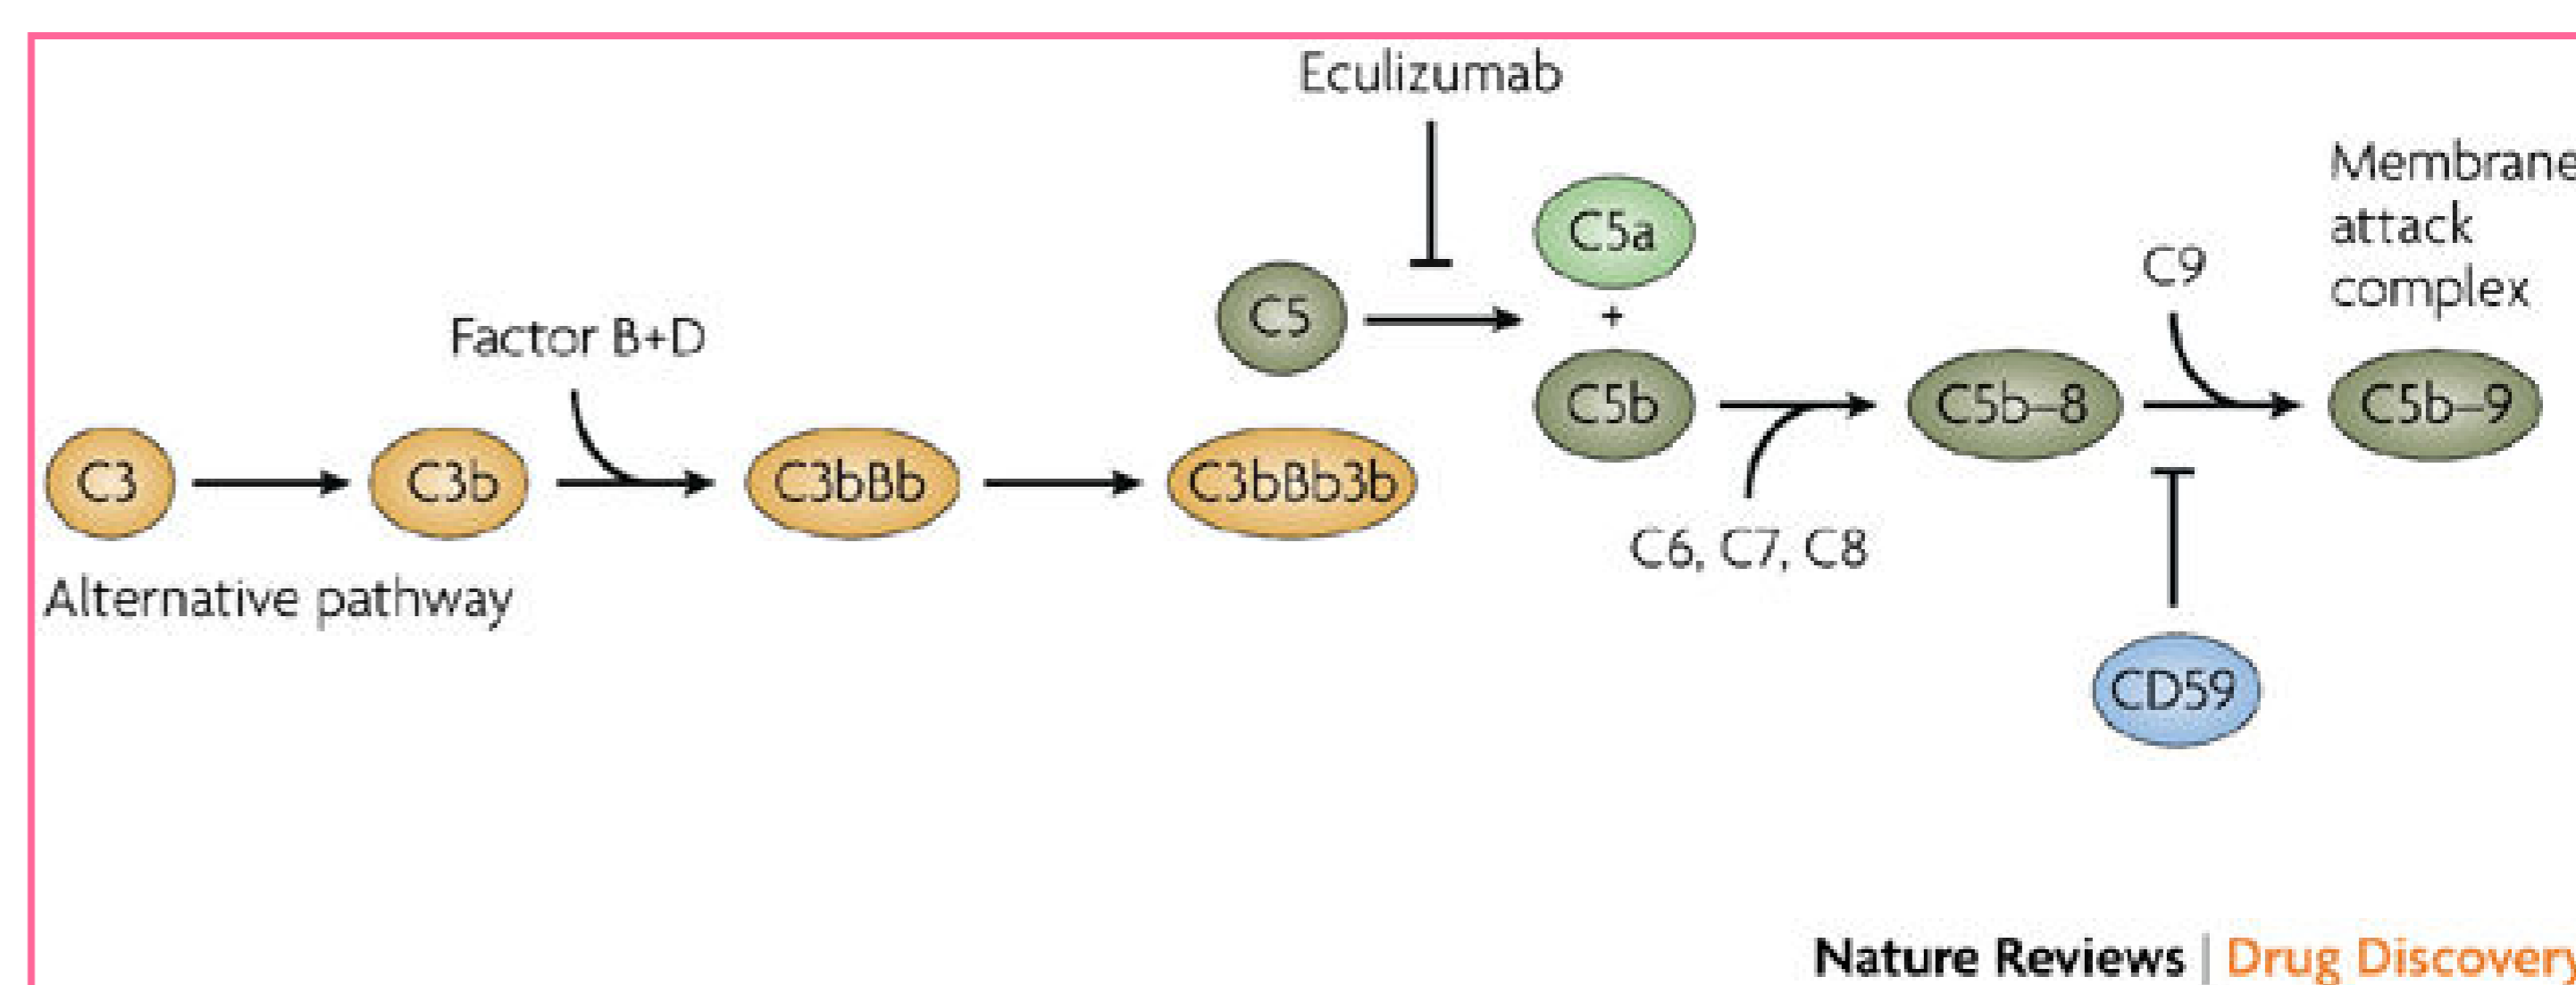 Eculizumab
Membrane
attack
complex
C9
C5a
+
C5
Factor B+D
C3
C3b
C3bBb
C3bBb3b
C5b
C5b–8
C5b–9
C6, C7, C8
Alternative pathway
CD59
Nature Reviews | Drug Discovery